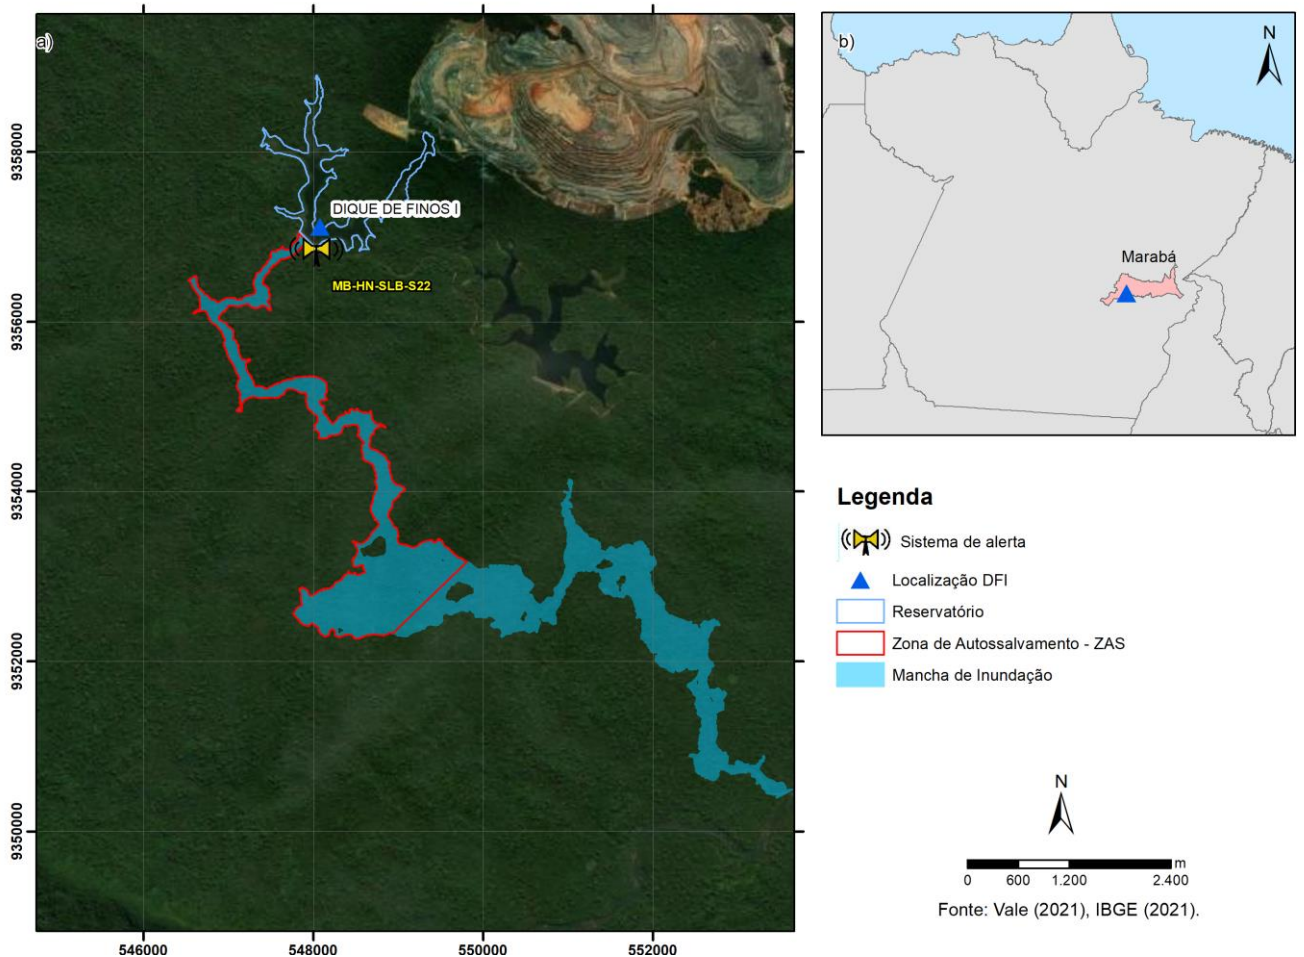 a)
DIQUE DE FINOS I
MB-HN-SLB-S22
9358000
9356000
9354000
9352000
9350000
546000
548000
550000
552000
b)
N
Marabá
Legenda
Sistema de alerta
Localização DFI
Reservatório
Zona de Autossalvamento - ZAS
Mancha de Inundação
N
m
0 600 1.200 2.400
Fonte: Vale (2021), IBGE (2021).